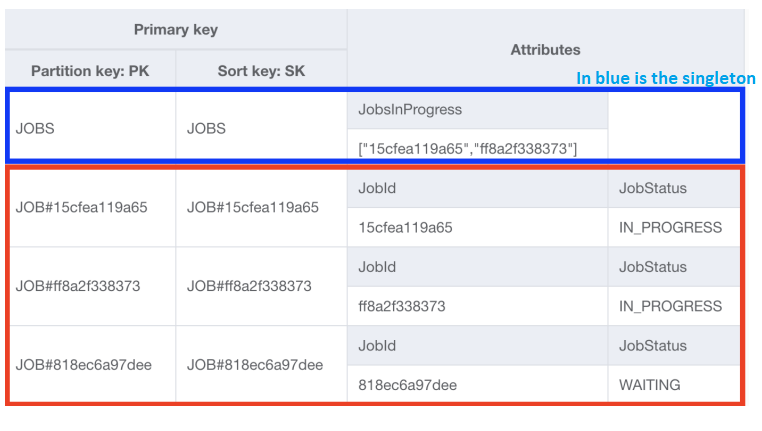 Primary key
Attributes
Partition key: PK
Sort key: SK
In blue is the singleton
JOBS
JOBS
JobsInProgress
["15cfea119a65","ff8a2f338373"]
JOB#15cfea119a65
JOB#15cfea119a65
JobId
JobStatus
15cfea119a65
IN_PROGRESS
JOB#ff8a2f338373
JOB#ff8a2f338373
JobId
JobStatus
ff8a2f338373
IN_PROGRESS
JOB#818ec6a97dee
JOB#818ec6a97dee
JobId
JobStatus
818ec6a97dee
WAITING